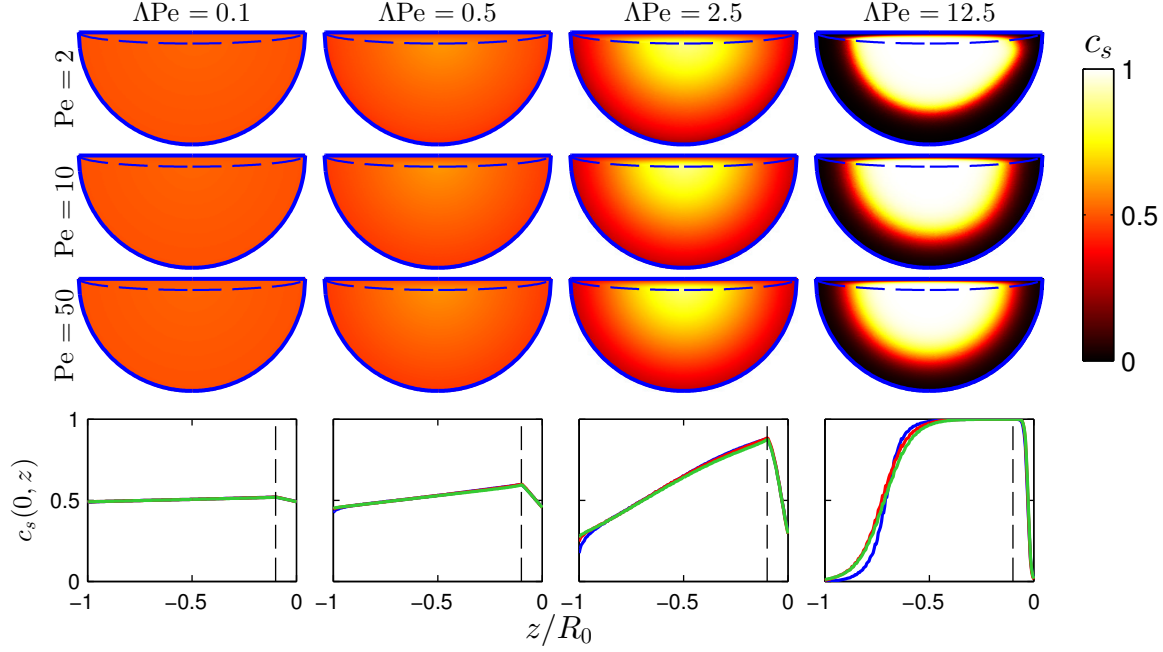 ΛPe = 0.1 ΛPe = 0.5 ΛPe = 2.5 ΛPe = 12.5
c_s
Pe = 2
Pe = 10
Pe = 50
1
0.5
0
c_s(0, z)
1
0.5
0
−1 −0.5 0 −1 −0.5 0 −1 −0.5 0 −1 −0.5 0
z/R_0